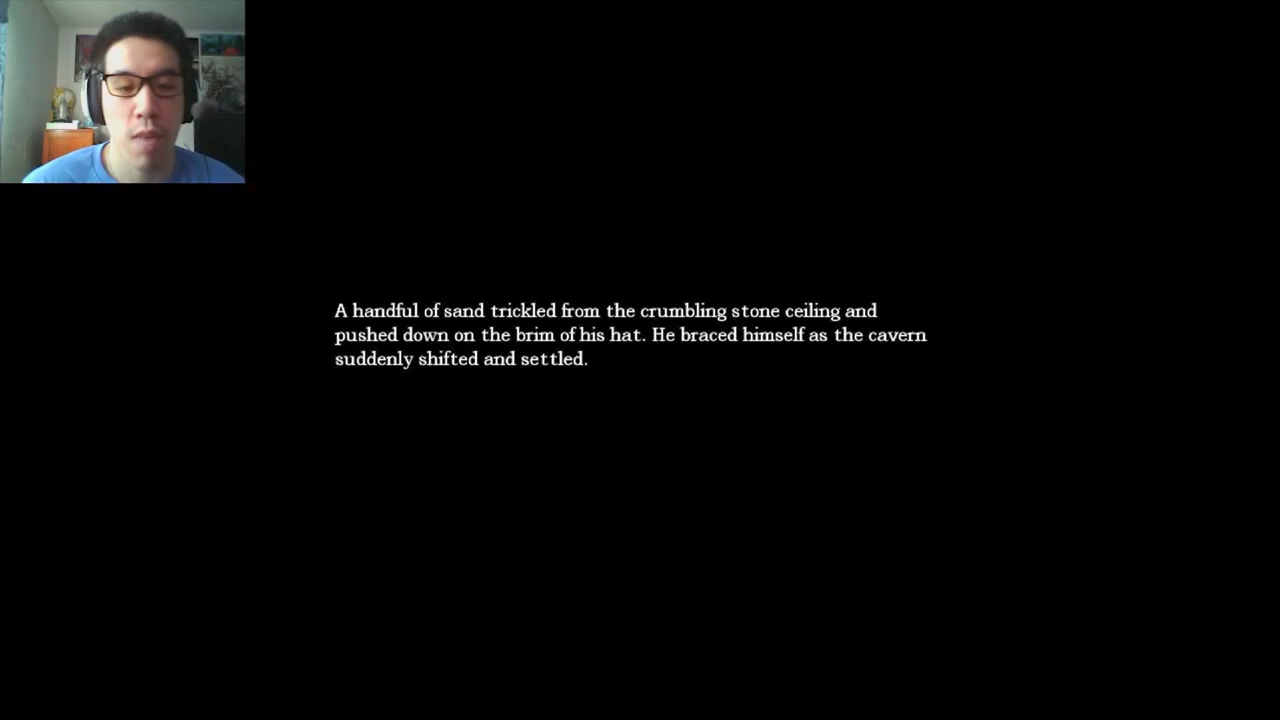 A handful of sand trickled from the crumbling stone ceiling and
pushed down on the brim of his hat. He braced himself as the cavern
suddenly shifted and settled.